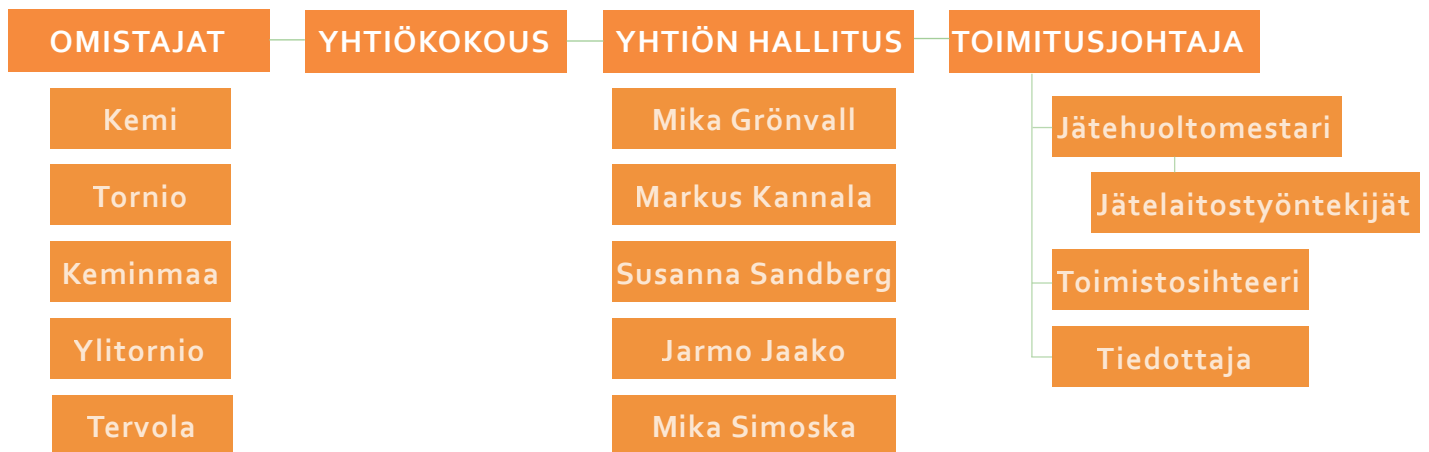 OMISTAJAT
YHTIÖKOKOUS
YHTIÖN HALLITUS
TOIMITUSJOHTAJA
Kemi
Tornio
Keminmaa
Ylitornio
Tervola
Mika Grönvall
Markus Kannala
Susanna Sandberg
Jarmo Jaako
Mika Simoska
Jätehuoltomestari
Jätelaitostyöntekijät
Toimistosihteeri
Tiedottaja